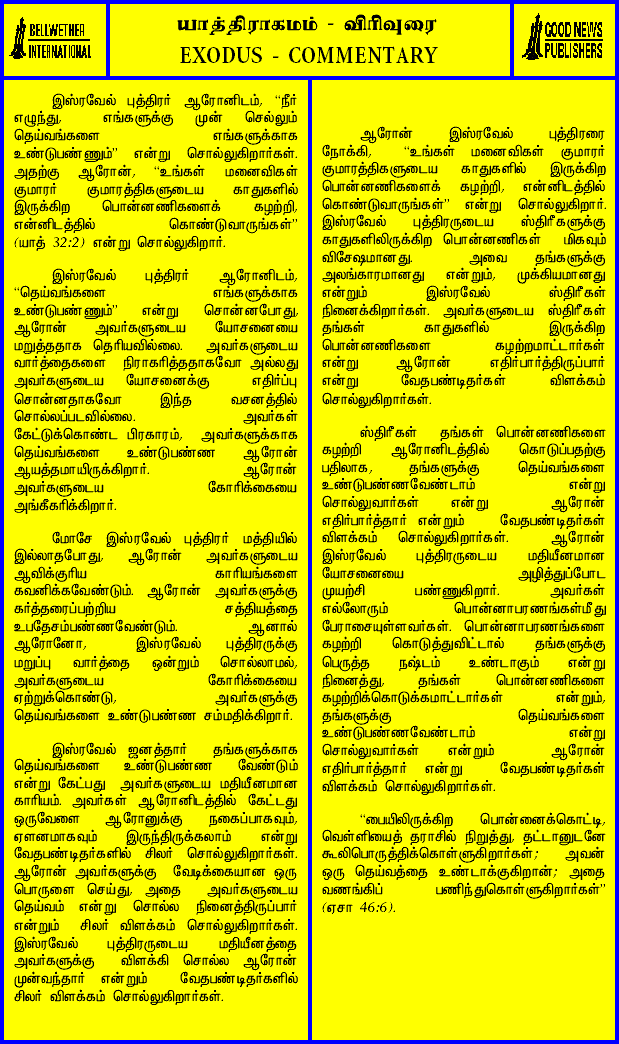 BELLWETHER
INTERNATIONAL
யாத்திராகமம் - விரிவுரை
EXODUS - COMMENTARY
GOOD NEWS
PUBLISHERS
இஸ்ரவேல் புத்திரர் ஆரோனிடம், “நீர்
எழுந்து, எங்களுக்கு முன் செல்லும்
தெய்வங்களை எங்களுக்காக
உண்டுபண்ணும்” என்று சொல்லுகிறார்கள்.
அதற்கு ஆரோன், “உங்கள் மனைவிகள்
குமாரர் குமாரத்திகளுடைய காதுகளில்
இருக்கிற பொன்னணிகளைக் கழற்றி,
என்னிடத்தில் கொண்டுவாருங்கள்”
(யாத் 32:2) என்று சொல்லுகிறார்.
இஸ்ரவேல் புத்திரர் ஆரோனிடம்,
“தெய்வங்களை எங்களுக்காக
உண்டுபண்ணும்” என்று சொன்னபோது,
ஆரோன் அவர்களுடைய யோசனையை
மறுத்ததாக தெரியவில்லை. அவர்களுடைய
வார்த்தைகளை நிராகரித்ததாகவோ அல்லது
அவர்களுடைய யோசனைக்கு எதிர்ப்பு
சொன்னதாகவோ இந்த வசனத்தில்
சொல்லப்படவில்லை. அவர்கள்
கேட்டுக்கொண்ட பிரகாரம், அவர்களுக்காக
தெய்வங்களை உண்டுபண்ண ஆரோன்
ஆயத்தமாயிருக்கிறார். ஆரோன்
அவர்களுடைய கோரிக்கையை
அங்கீகரிக்கிறார்.
மோசே இஸ்ரவேல் புத்திரர் மத்தியில்
இல்லாதபோது, ஆரோன் அவர்களுடைய
ஆவிக்குரிய காரியங்களை
கவனிக்கவேண்டும். ஆரோன் அவர்களுக்கு
கர்த்தரைப்பற்றிய சத்தியத்தை
உபதேசம்பண்ணவேண்டும். ஆனால்
ஆரோனோ, இஸ்ரவேல் புத்திரருக்கு
மறுப்பு வார்த்தை ஒன்றும் சொல்லாமல்,
அவர்களுடைய கோரிக்கையை
ஏற்றுக்கொண்டு, அவர்களுக்கு
தெய்வங்களை உண்டுபண்ண சம்மதிக்கிறார்.
இஸ்ரவேல் ஜனத்தார் தங்களுக்காக
தெய்வங்களை உண்டுபண்ண வேண்டும்
என்று கேட்பது அவர்களுடைய மதியீனமான
காரியம். அவர்கள் ஆரோனிடத்தில் கேட்டது
ஒருவேளை ஆரோனுக்கு நகைப்பாகவும்,
ஏளனமாகவும் இருந்திருக்கலாம் என்று
வேதபண்டிதர்களில் சிலர் சொல்லுகிறார்கள்.
ஆரோன் அவர்களுக்கு வேடிக்கையான ஒரு
பொருளை செய்து, அதை அவர்களுடைய
தெய்வம் என்று சொல்ல நினைத்திருப்பார்
என்றும் சிலர் விளக்கம் சொல்லுகிறார்கள்.
இஸ்ரவேல் புத்திரருடைய மதியீனத்தை
அவர்களுக்கு விளக்கி சொல்ல ஆரோன்
முன்வந்தார் என்றும் வேதபண்டிதர்களில்
சிலர் விளக்கம் சொல்லுகிறார்கள்.
ஆரோன் இஸ்ரவேல் புத்திரரை
நோக்கி, “உங்கள் மனைவிகள் குமாரர்
குமாரத்திகளுடைய காதுகளில் இருக்கிற
பொன்னணிகளைக் கழற்றி, என்னிடத்தில்
கொண்டுவாருங்கள்” என்று சொல்லுகிறார்.
இஸ்ரவேல் புத்திரருடைய ஸ்திரீகளுக்கு
காதுகளிலிருக்கிற பொன்னணிகள் மிகவும்
விசேஷமானது. அவை தங்களுக்கு
அலங்காரமானது என்றும், முக்கியமானது
என்றும் இஸ்ரவேல் ஸ்திரீகள்
நினைக்கிறார்கள். அவர்களுடைய ஸ்திரீகள்
தங்கள் காதுகளில் இருக்கிற
பொன்னணிகளை கழற்றமாட்டார்கள்
என்று ஆரோன் எதிர்பார்த்திருப்பார்
என்று வேதபண்டிதர்கள் விளக்கம்
சொல்லுகிறார்கள்.
ஸ்திரீகள் தங்கள் பொன்னணிகளை
கழற்றி ஆரோனிடத்தில் கொடுப்பதற்கு
பதிலாக, தங்களுக்கு தெய்வங்களை
உண்டுபண்ணவேண்டாம் என்று
சொல்லுவார்கள் என்று ஆரோன்
எதிர்பார்த்தார் என்றும் வேதபண்டிதர்கள்
விளக்கம் சொல்லுகிறார்கள். ஆரோன்
இஸ்ரவேல் புத்திரருடைய மதியீனமான
யோசனையை அழித்துப்போட
முயற்சி பண்ணுகிறார். அவர்கள்
எல்லோரும் பொன்னாபரணங்கள்மீது
பேராசையுள்ளவர்கள். பொன்னாபரணங்களை
கழற்றி கொடுத்துவிட்டால் தங்களுக்கு
பெருத்த நஷ்டம் உண்டாகும் என்று
நினைத்து, தங்கள் பொன்னணிகளை
கழற்றிக்கொடுக்கமாட்டார்கள் என்றும்,
தங்களுக்கு தெய்வங்களை
உண்டுபண்ணவேண்டாம் என்று
சொல்லுவார்கள் என்றும் ஆரோன்
எதிர்பார்த்தார் என்று வேதபண்டிதர்கள்
விளக்கம் சொல்லுகிறார்கள்.
“பையிலிருக்கிற பொன்னைக்கொட்டி,
வெள்ளியைத் தராசில் நிறுத்து, தட்டானுடனே
கூலிபொருத்திக்கொள்ளுகிறார்கள்; அவன்
ஒரு தெய்வத்தை உண்டாக்குகிறான்; அதை
வணங்கிப் பணிந்துகொள்ளுகிறார்கள்”
(ஏசா 46:6).